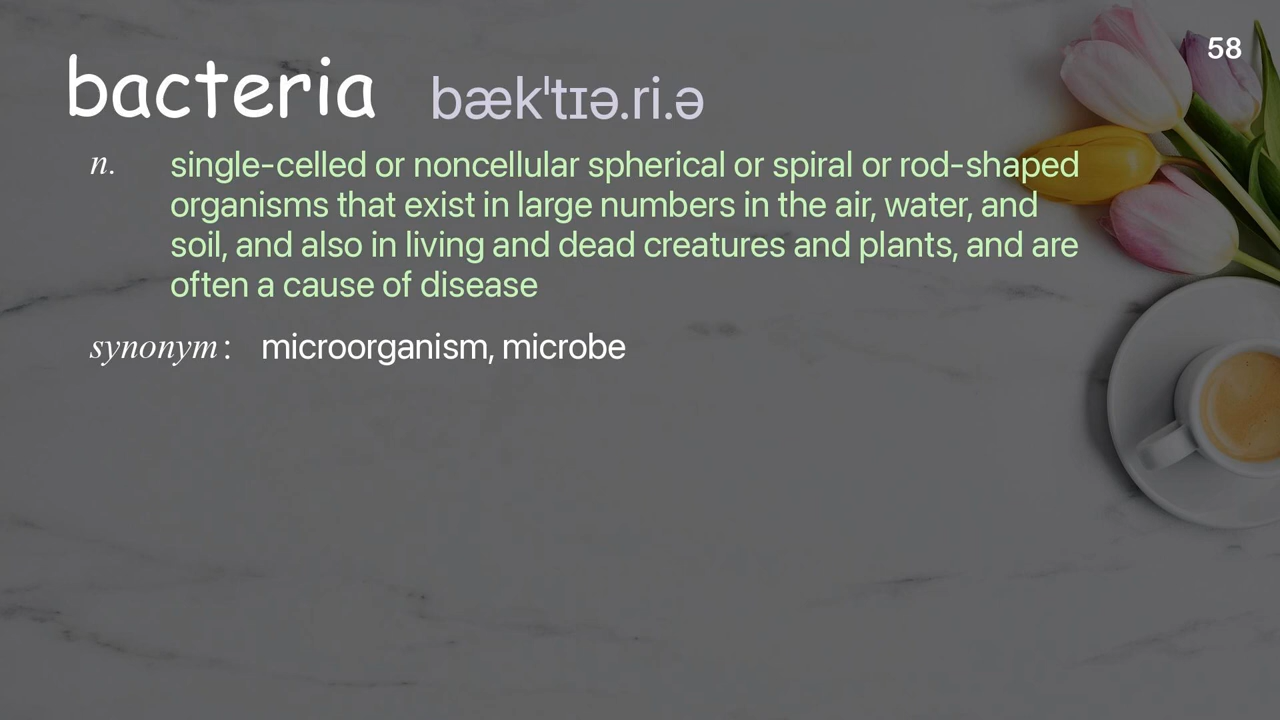 58
bacteria bækˈtɪə.ri.ə
n. single-celled or noncellular spherical or spiral or rod-shaped
organisms that exist in large numbers in the air, water, and
soil, and also in living and dead creatures and plants, and are
often a cause of disease
synonym: microorganism, microbe